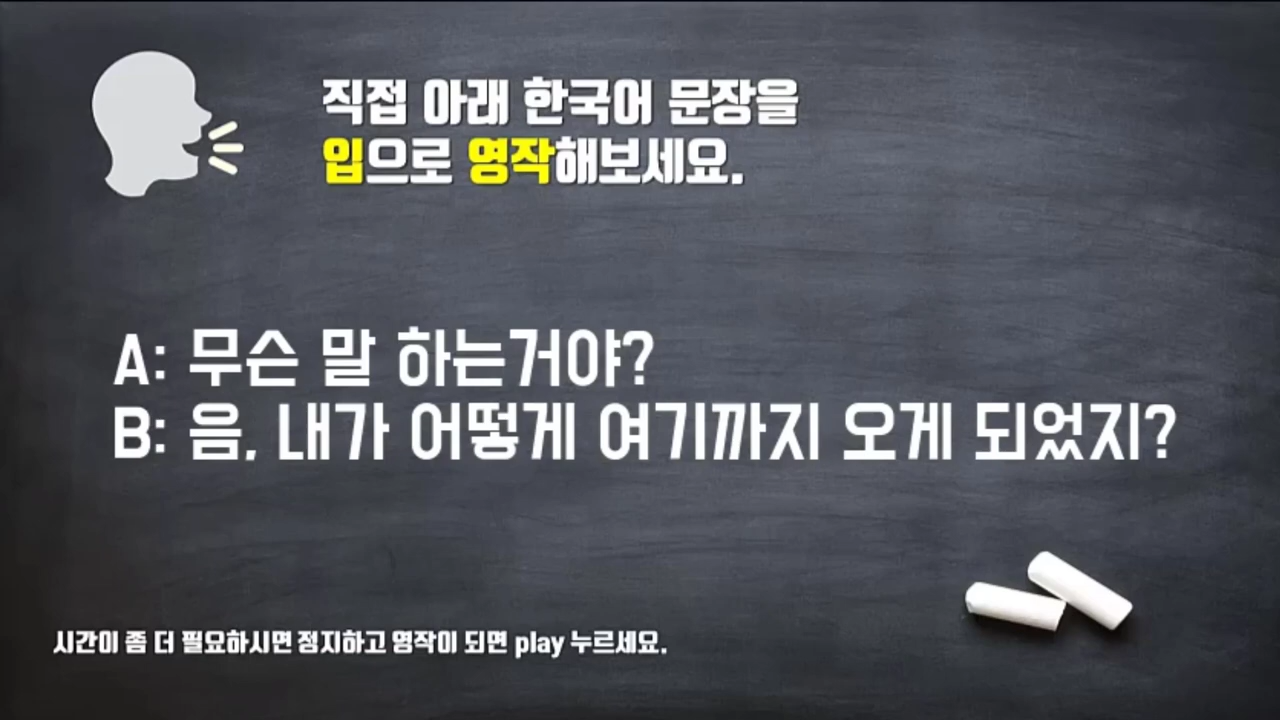 직접 아래 한국어 문장을
입으로 영작해보세요.
A: 무슨 말 하는거야?
B: 음, 내가 어떻게 여기까지 오게 되었지?
시간이 좀 더 필요하시면 정지하고 영작이 되면 play 누르세요.